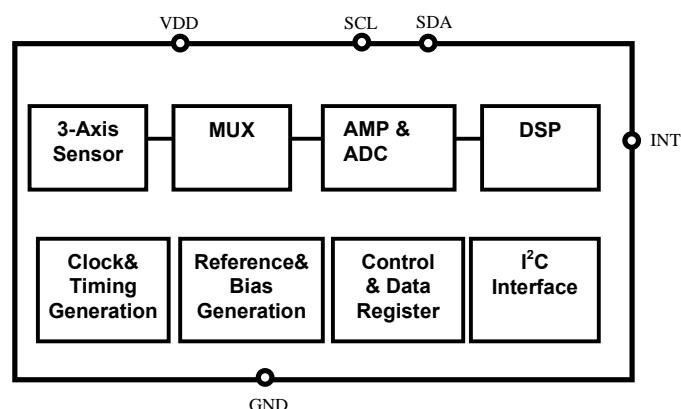 VDD
SCL
SDA
3-Axis
Sensor
MUX
AMP &
ADC
DSP
INT
Clock&
Timing
Generation
Reference&
Bias
Generation
Control
& Data
Register
I²C
Interface
GND